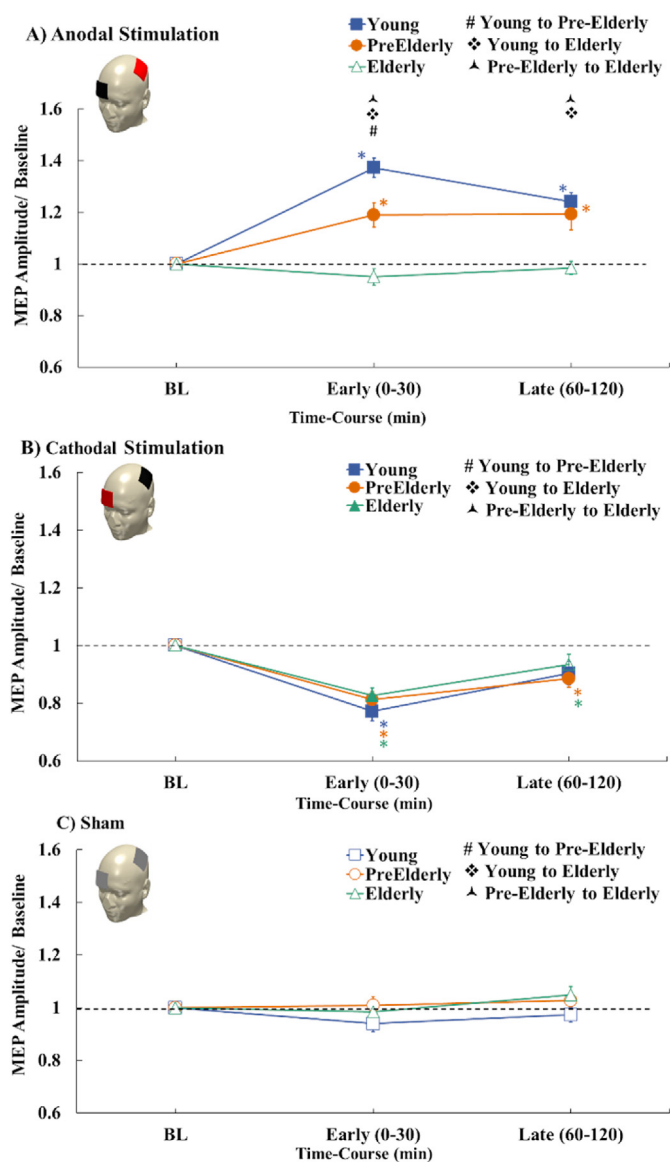 A) Anodal Stimulation
Young
PreElderly
Elderly
# Young to Pre-Elderly
❖ Young to Elderly
Pre-Elderly to Elderly
MEP Amplitude/ Baseline
1.6
1.4
1.2
1
0.8
0.6
#
*
*
*
*
BL
Early (0-30)
Late (60-120)
Time-Course (min)
B) Cathodal Stimulation
Young
PreElderly
Elderly
# Young to Pre-Elderly
❖ Young to Elderly
Pre-Elderly to Elderly
MEP Amplitude/ Baseline
1.6
1.4
1.2
1
0.8
0.6
*
*
*
*
*
BL
Early (0-30)
Late (60-120)
Time-Course (min)
C) Sham
Young
PreElderly
Elderly
# Young to Pre-Elderly
❖ Young to Elderly
Pre-Elderly to Elderly
MEP Amplitude/ Baseline
1.6
1.4
1.2
1
0.8
0.6
BL
Early (0-30)
Late (60-120)
Time-Course (min)